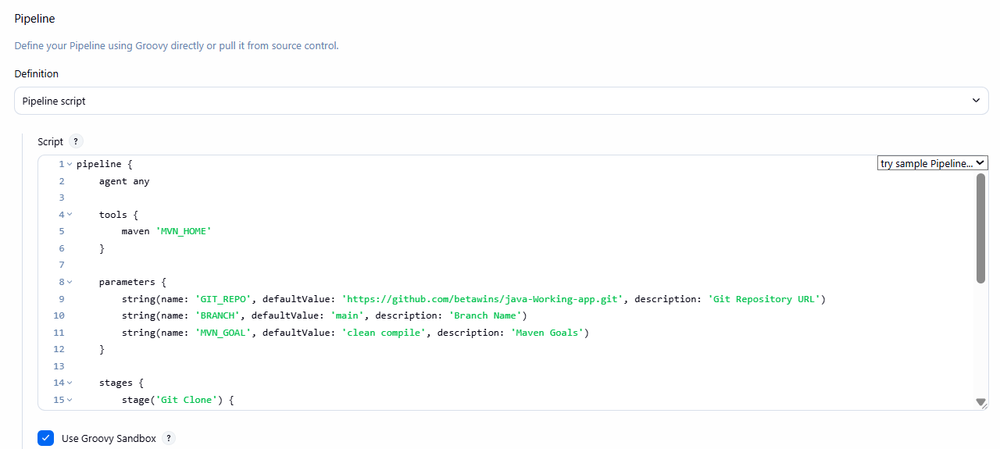 Pipeline
Define your Pipeline using Groovy directly or pull it from source control.
Definition
Pipeline script
Script ?
try sample Pipeline...
1 pipeline {
2     agent any
3
4     tools {
5         maven 'MVN_HOME'
6     }
7
8     parameters {
9         string(name: 'GIT_REPO', defaultValue: 'https://github.com/betawins/java-Working-app.git', description: 'Git Repository URL')
10         string(name: 'BRANCH', defaultValue: 'main', description: 'Branch Name')
11         string(name: 'MVN_GOAL', defaultValue: 'clean compile', description: 'Maven Goals')
12     }
13
14     stages {
15         stage('Git Clone') {
Use Groovy Sandbox ?